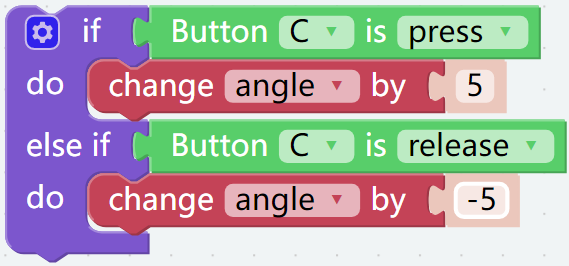 if Button C is press
do change angle by 5
else if Button C is release
do change angle by -5